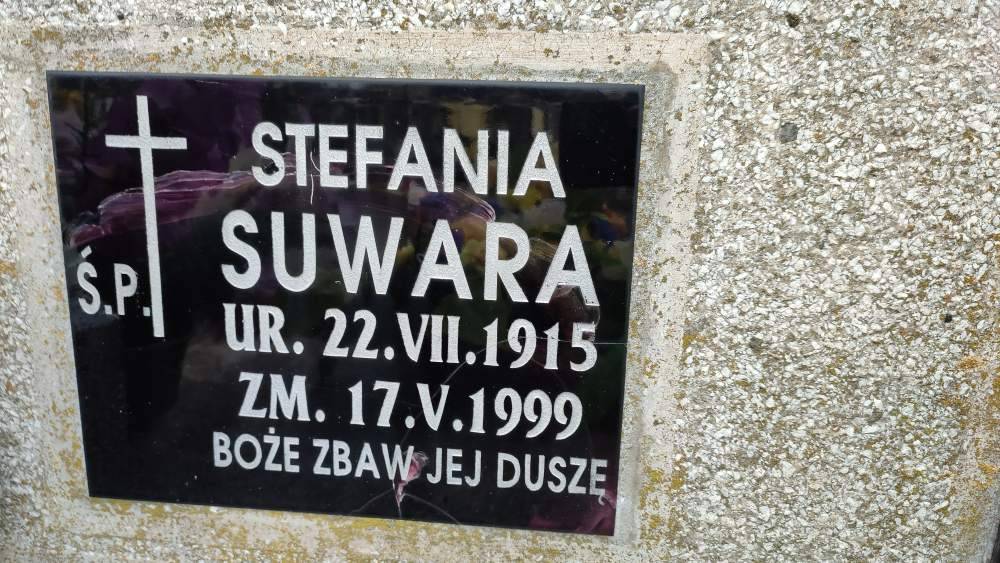 Ś.P.
STEFANIA
SUWARA
UR. 22.VII.1915
ZM. 17.V.1999
BOŻE ZBAW JEJ DUSZĘ